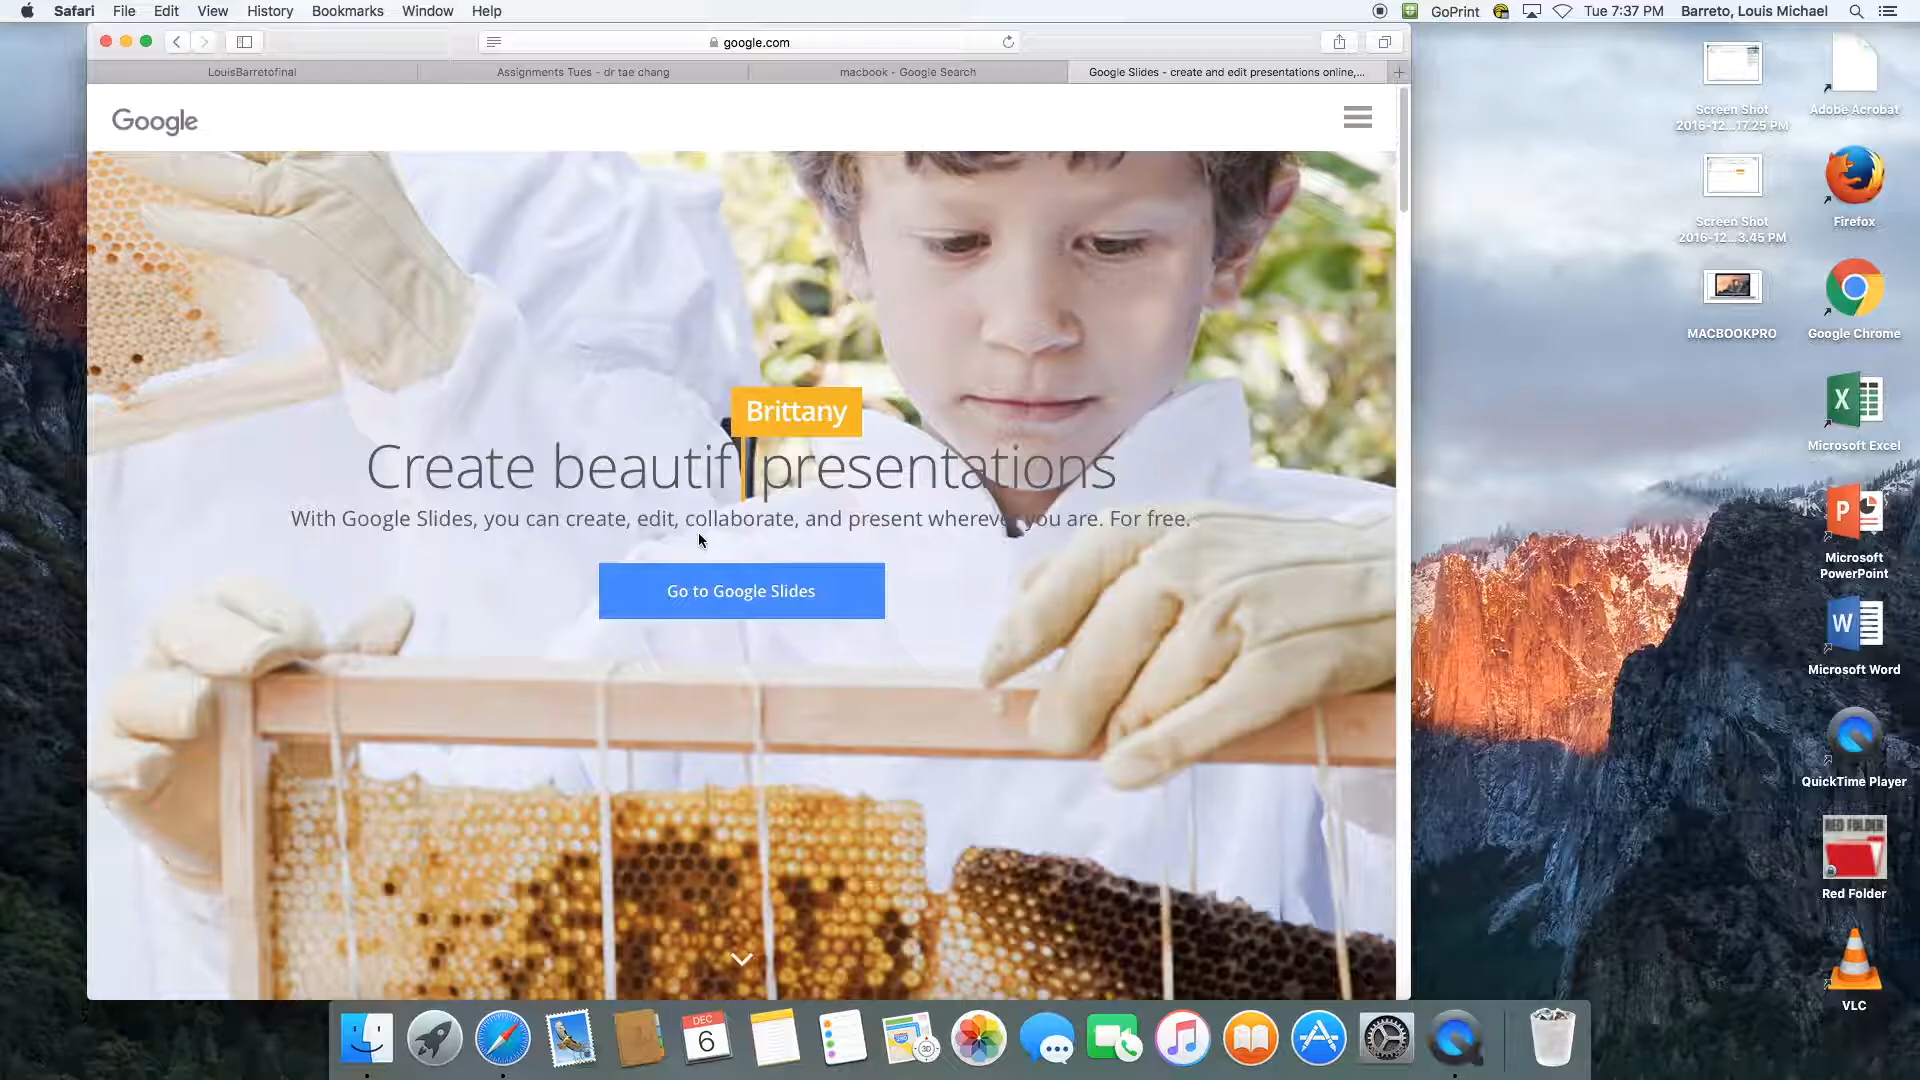 Safari File Edit View History Bookmarks Window Help GoPrint Tue 7:37 PM Barreto, Louis Michael
google.com
LouisBarretofinal Assignments Tues - dr tae chang macbook - Google Search Google Slides - create and edit presentations online,...
Google
Brittany
Create beautif presentations
With Google Slides, you can create, edit, collaborate, and present wherever you are. For free.
Go to Google Slides
Screen Shot
2016-12...17.25 PM
Adobe Acrobat
Screen Shot
2016-12...3.45 PM
Firefox
MACBOOKPRO
Google Chrome
Microsoft Excel
Microsoft
PowerPoint
Microsoft Word
QuickTime Player
RED FOLDER
Red Folder
VLC
DEC
6
3D